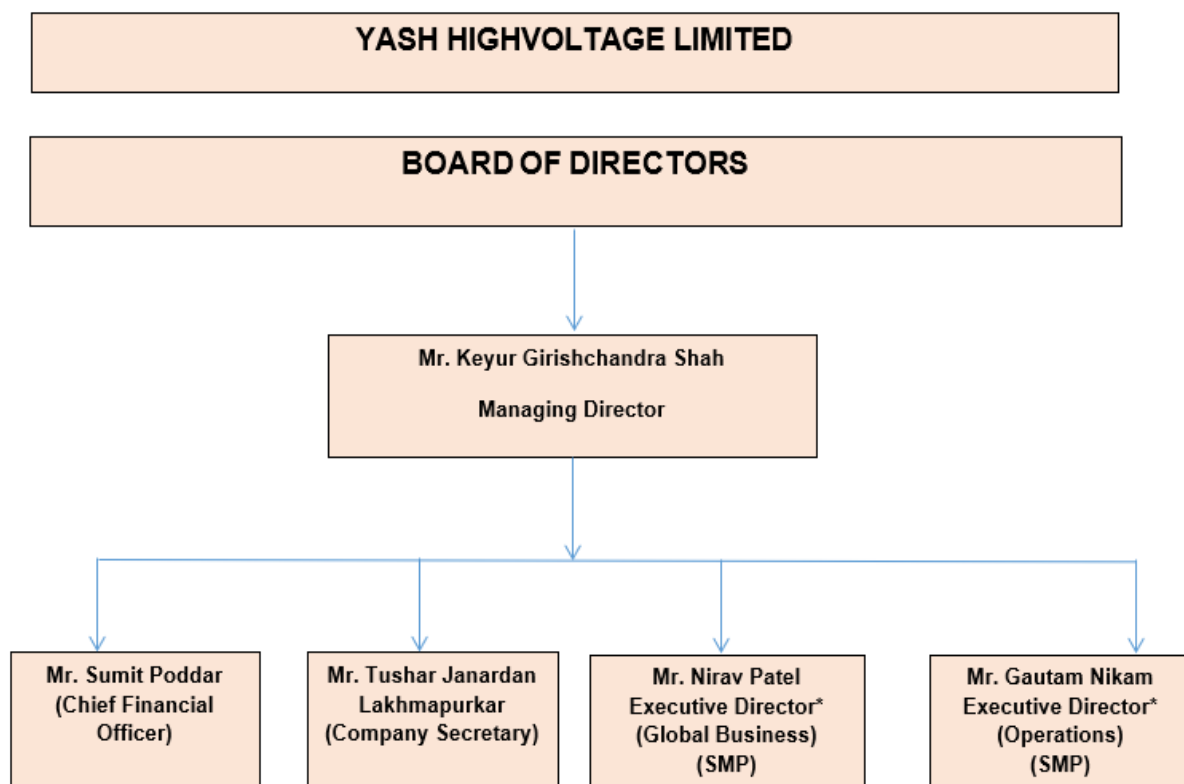 YASH HIGHVOLTAGE LIMITED
BOARD OF DIRECTORS
Mr. Keyur Girishchandra Shah
Managing Director
Mr. Sumit Poddar
(Chief Financial
Officer)
Mr. Tushar Janardan
Lakhmapurkar
(Company Secretary)
Mr. Nirav Patel
Executive Director*
(Global Business)
(SMP)
Mr. Gautam Nikam
Executive Director*
(Operations)
(SMP)